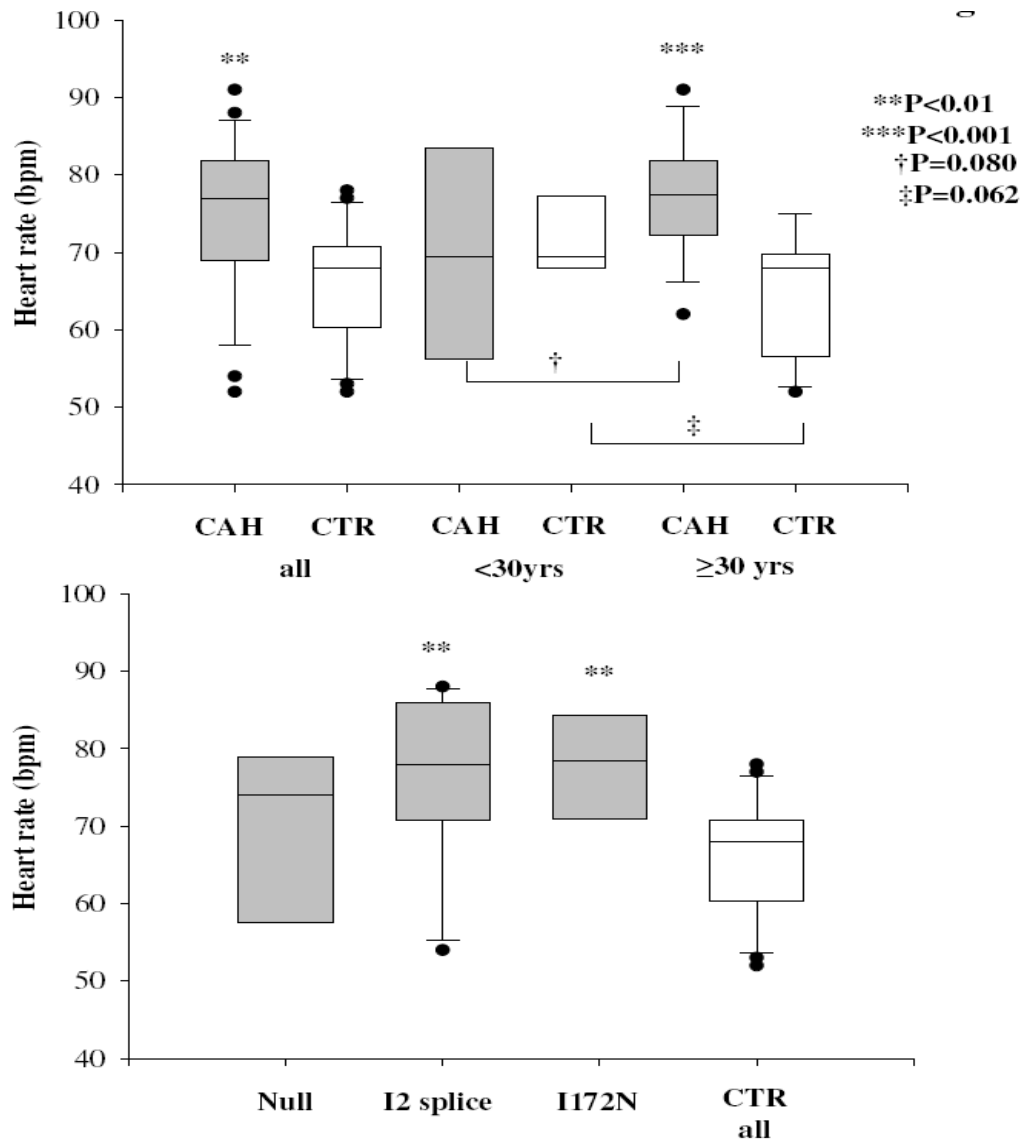 100
90
80
70
60
50
40
Heart rate (bpm)
**
***
†
‡
**P<0.01
***P<0.001
†P=0.080
‡P=0.062
CAH CTR CAH CTR CAH CTR
all <30yrs ≥30 yrs
100
90
80
70
60
50
40
Heart rate (bpm)
**
**
Null I2 splice I172N CTR
all